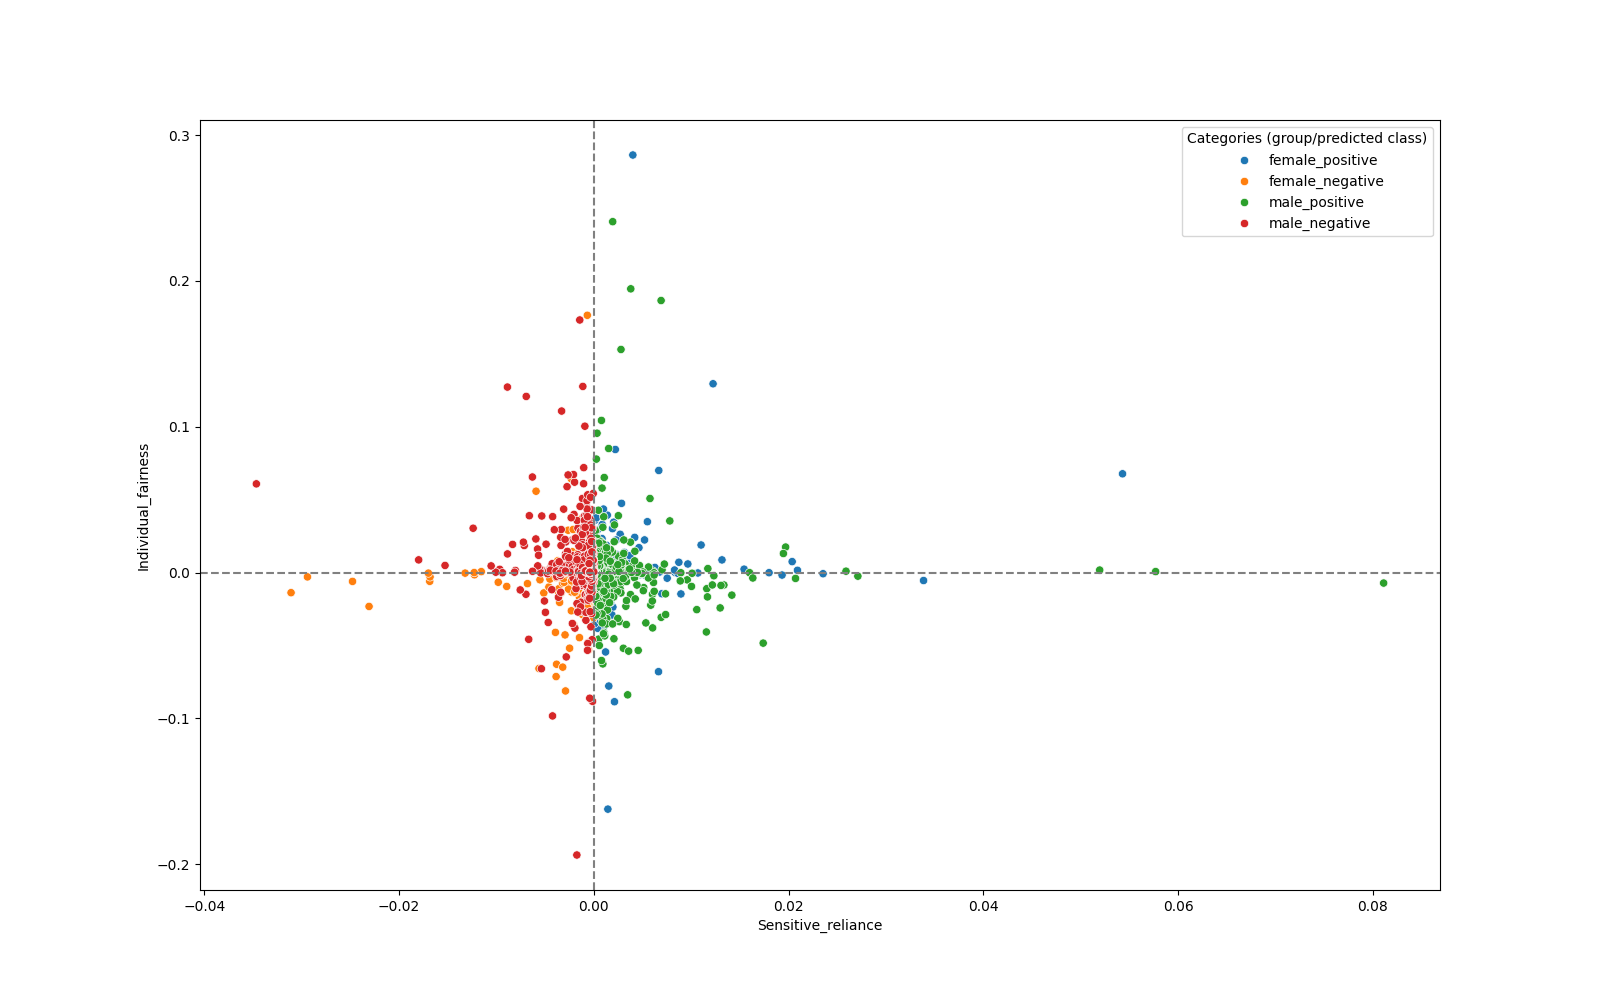 Categories (group/predicted class)
female_positive
female_negative
male_positive
male_negative
0.3
0.2
0.1
0.0
−0.1
−0.2
Individual_fairness
−0.04
−0.02
0.00
0.02
0.04
0.06
0.08
Sensitive_reliance